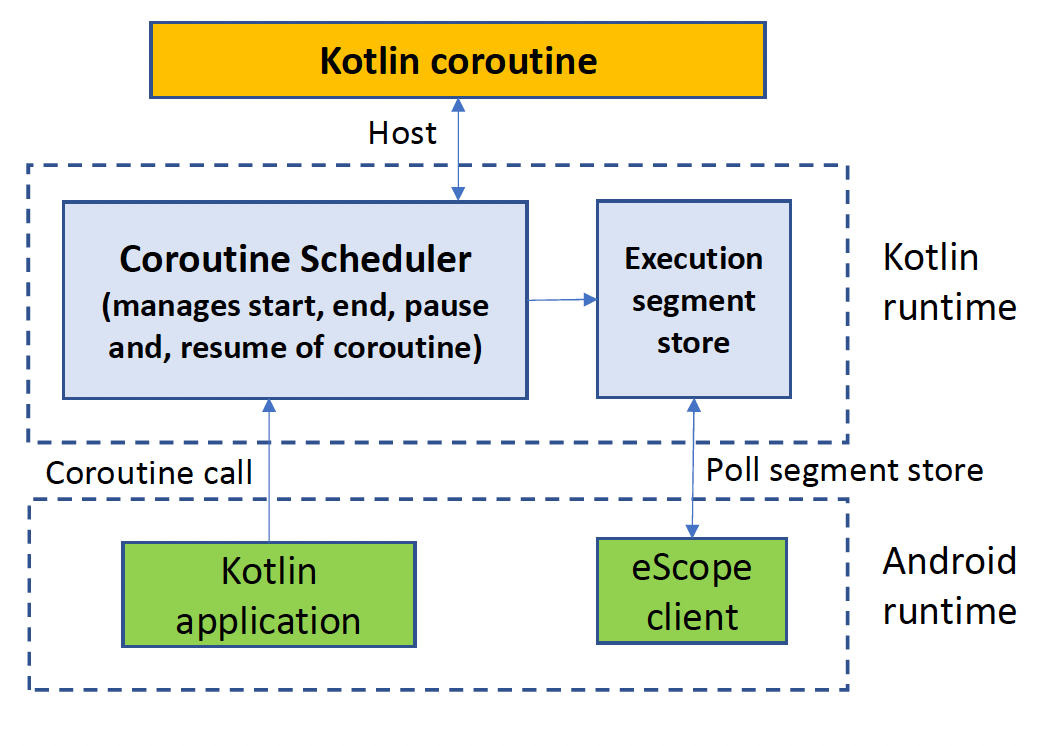 Kotlin coroutine
Host
Coroutine Scheduler
(manages start, end, pause
and, resume of coroutine)
Execution
segment
store
Kotlin
runtime
Coroutine call
Poll segment store
Kotlin
application
eScope
client
Android
runtime